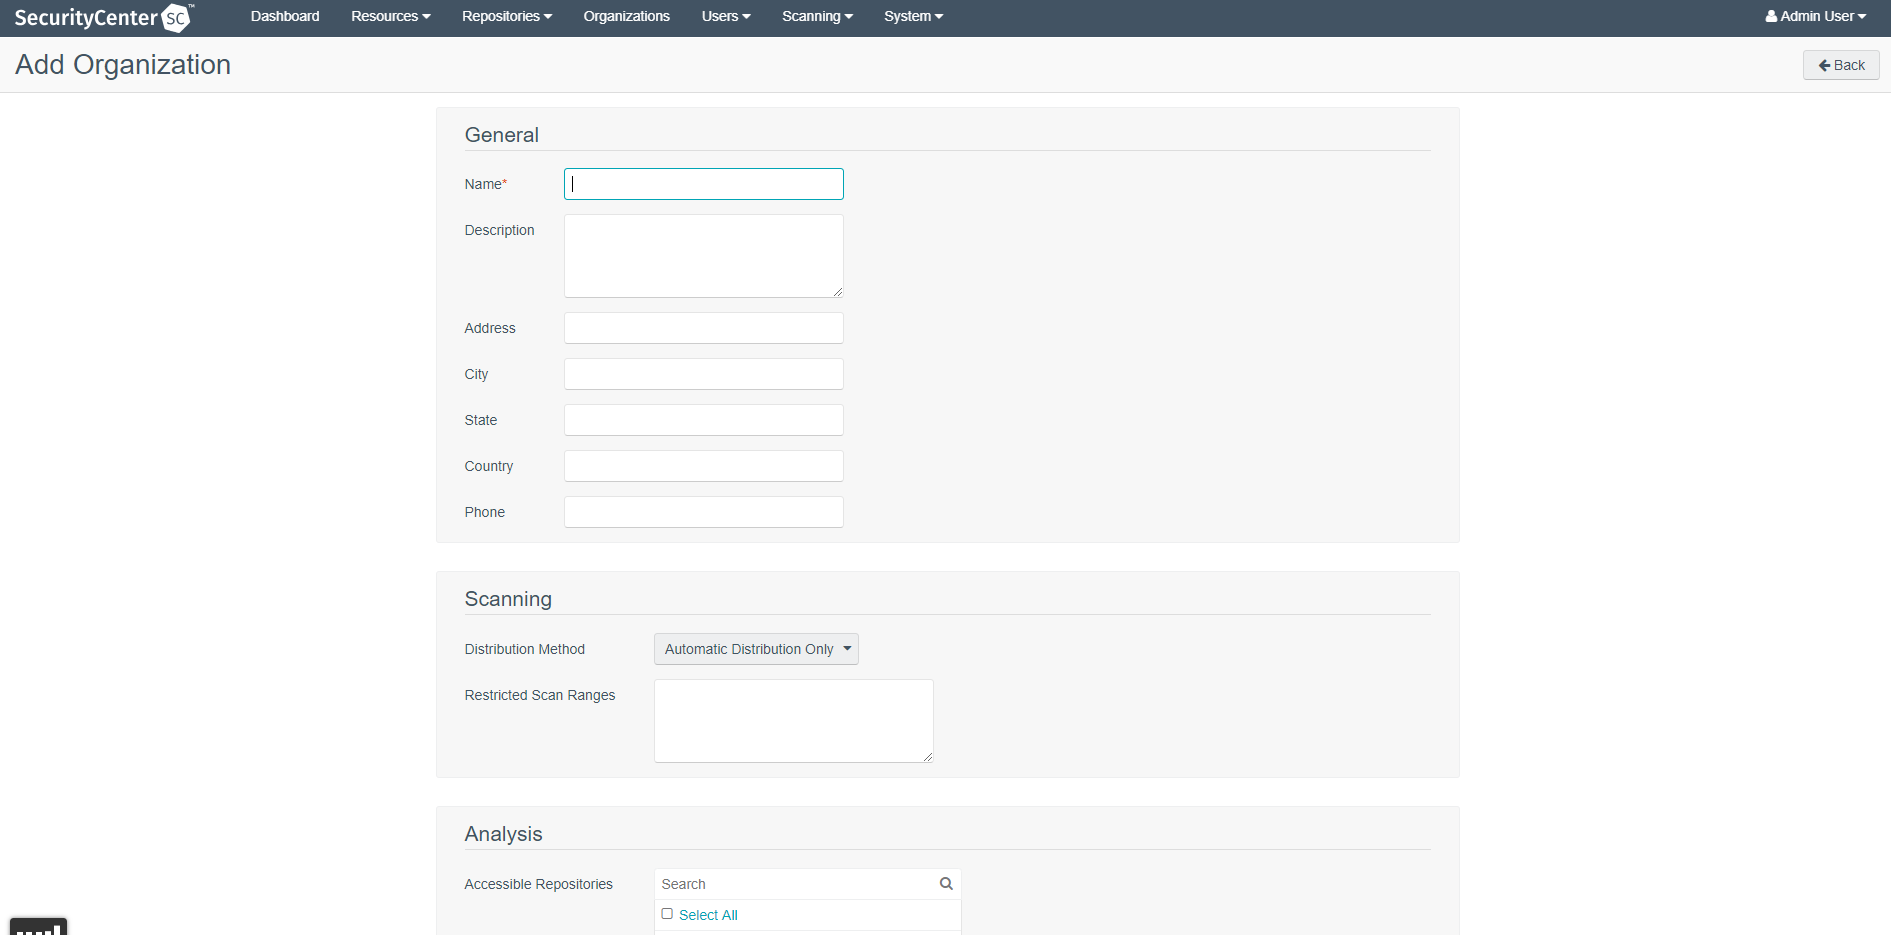 SecurityCenter SC™ Dashboard Resources Repositories Organizations Users Scanning System Admin User
Add Organization
Back
General
Name*
Description
Address
City
State
Country
Phone
Scanning
Distribution Method Automatic Distribution Only
Restricted Scan Ranges
Analysis
Accessible Repositories Search
Select All